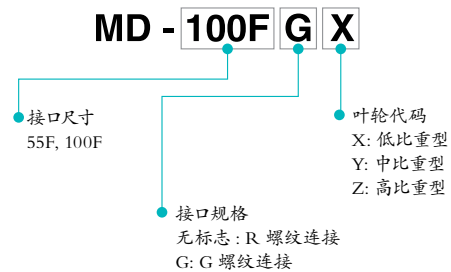 MD - 100F G X
接口尺寸
55F, 100F
叶轮代码
X: 低比重型
Y: 中比重型
Z: 高比重型
接口规格
无标志 : R 螺纹连接
G: G 螺纹连接